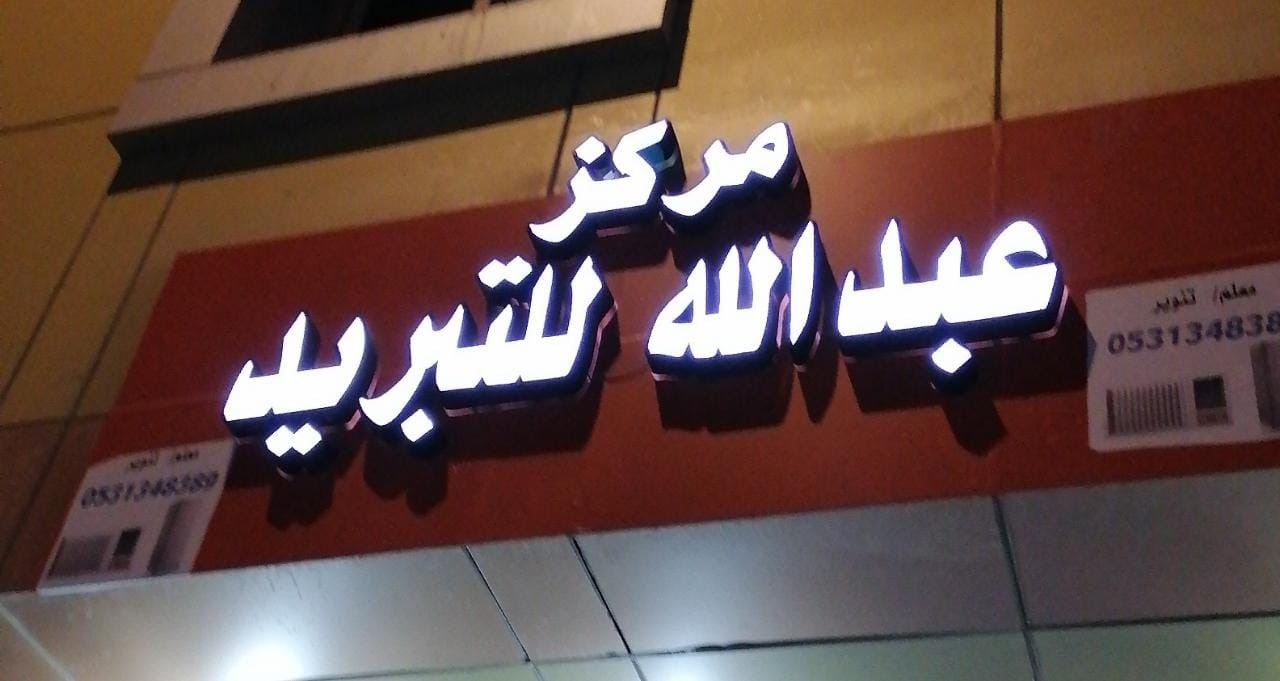 مركز
عبدالله للتبريد
معلم/ تنوير
053134838
معلم/ تنوير
0531348389